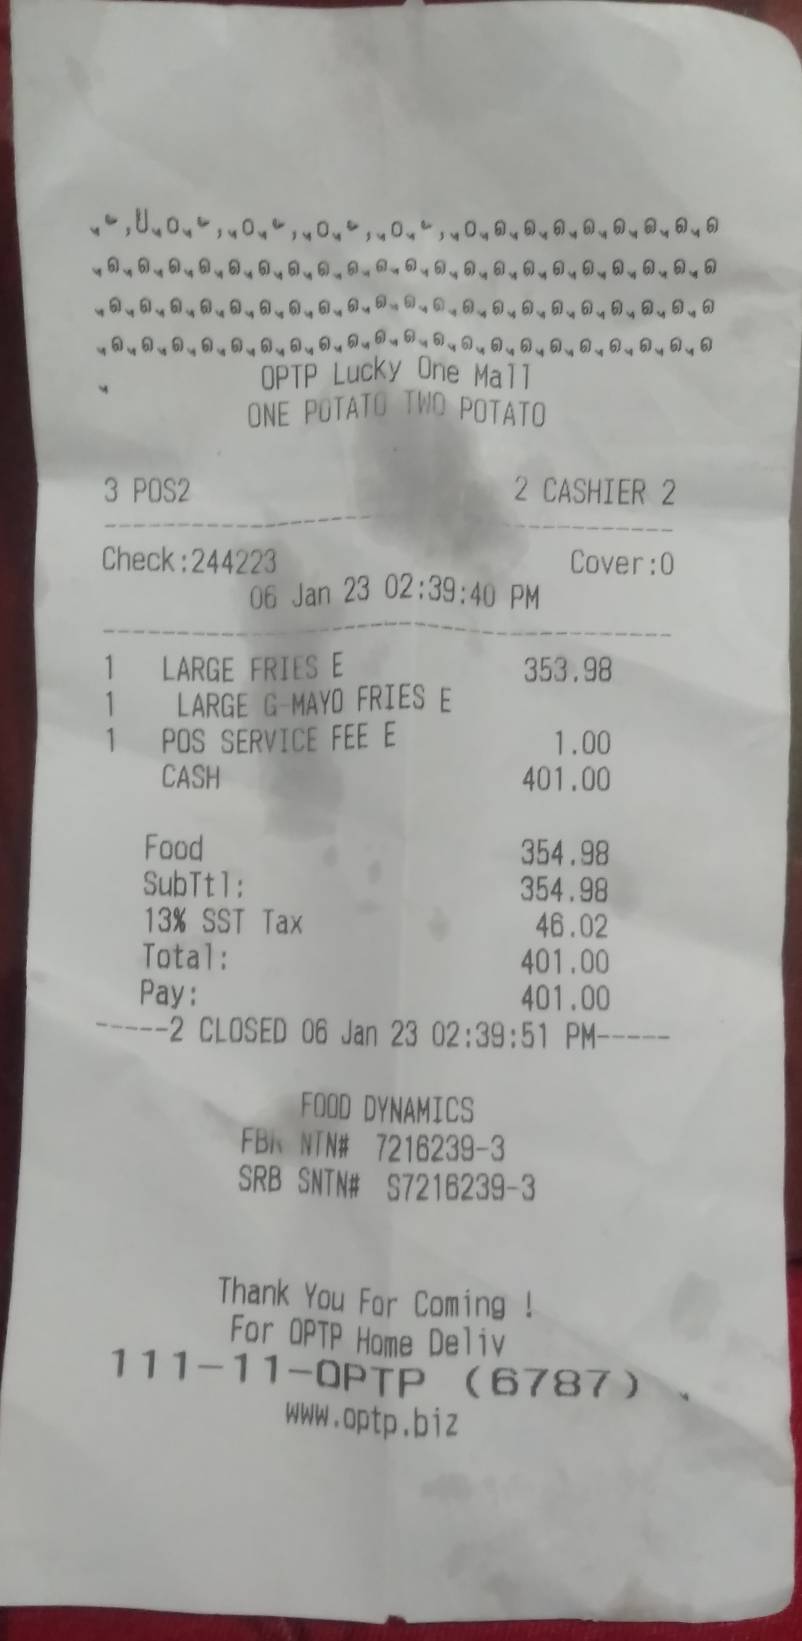 OPTP Lucky One Mall
ONE POTATO TWO POTATO
3 POS2 2 CASHIER 2
Check:244223 Cover:0
06 Jan 23 02:39:40 PM
1 LARGE FRIES E 353.98
1 LARGE G-MAYO FRIES E
1 POS SERVICE FEE E 1.00
CASH 401.00
Food 354.98
SubTtl: 354.98
13% SST Tax 46.02
Total: 401.00
Pay: 401.00
-----2 CLOSED 06 Jan 23 02:39:51 PM-----
FOOD DYNAMICS
FBR NTN# 7216239-3
SRB SNTN# S7216239-3
Thank You For Coming !
For OPTP Home Deliv
111-11-OPTP (6787) .
www.optp.biz